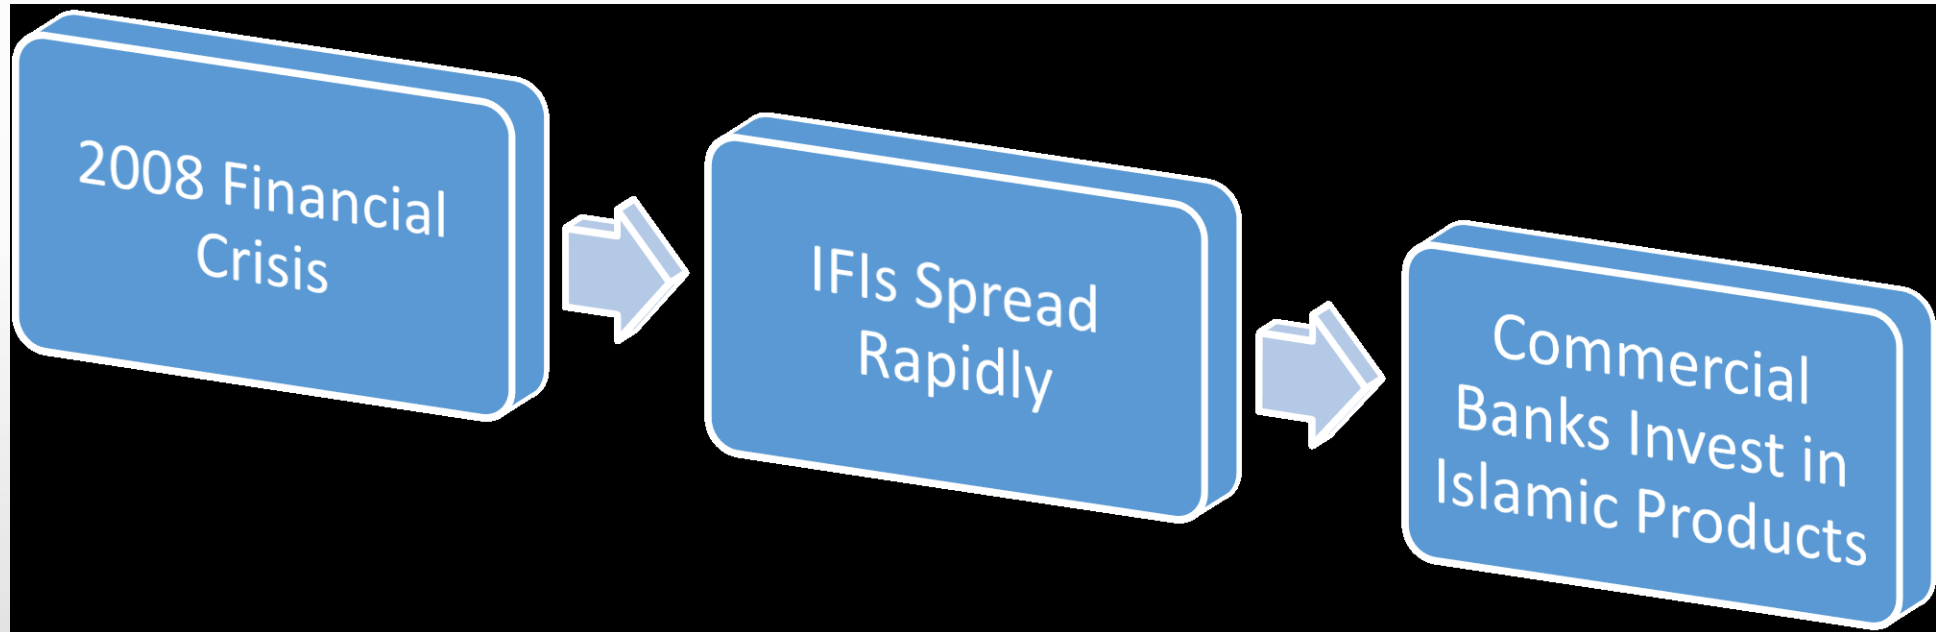 2008 Financial
Crisis
IFIs Spread
Rapidly
Commercial
Banks Invest in
Islamic Products